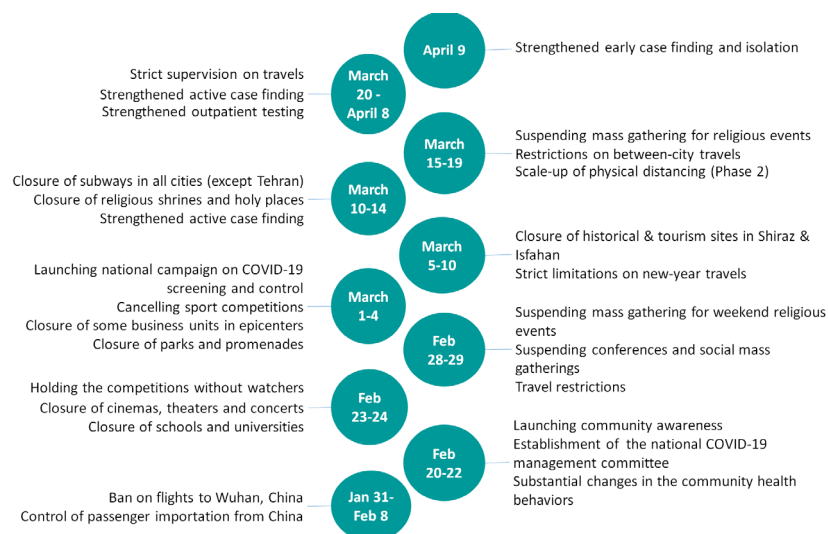 April 9
Strengthened early case finding and isolation
Strict supervision on travels
Strengthened active case finding
Strengthened outpatient testing
March
20 -
April 8
March
15-19
Suspending mass gathering for religious events
Restrictions on between-city travels
Scale-up of physical distancing (Phase 2)
Closure of subways in all cities (except Tehran)
Closure of religious shrines and holy places
Strengthened active case finding
March
10-14
March
5-10
Closure of historical & tourism sites in Shiraz &
Isfahan
Strict limitations on new-year travels
Launching national campaign on COVID-19
screening and control
Cancelling sport competitions
Closure of some business units in epicenters
Closure of parks and promenades
March
1-4
Feb
28-29
Suspending mass gathering for weekend religious
events
Suspending conferences and social mass
gatherings
Travel restrictions
Holding the competitions without watchers
Closure of cinemas, theaters and concerts
Closure of schools and universities
Feb
23-24
Feb
20-22
Launching community awareness
Establishment of the national COVID-19
management committee
Substantial changes in the community health
behaviors
Ban on flights to Wuhan, China
Control of passenger importation from China
Jan 31-
Feb 8